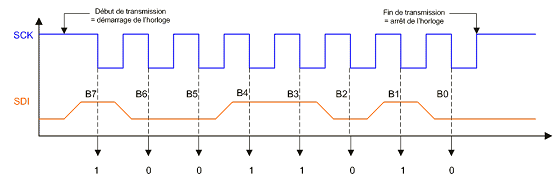 Début de transmission
= démarrage de l'horloge
Fin de transmission
= arrêt de l'horloge
SCK
B7 B6 B5 B4 B3 B2 B1 B0
SDI
1 0 0 1 1 0 1 0